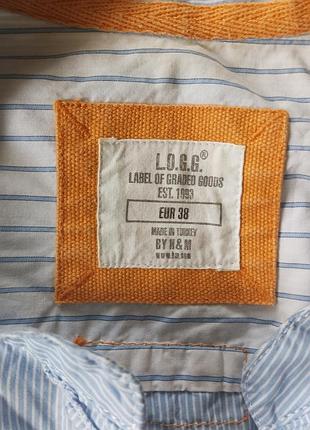 L.O.G.G.®
LABEL OF GRADED GOODS
EST. 1993
EUR 38
MADE IN TURKEY
BY H&M
www.hm.com